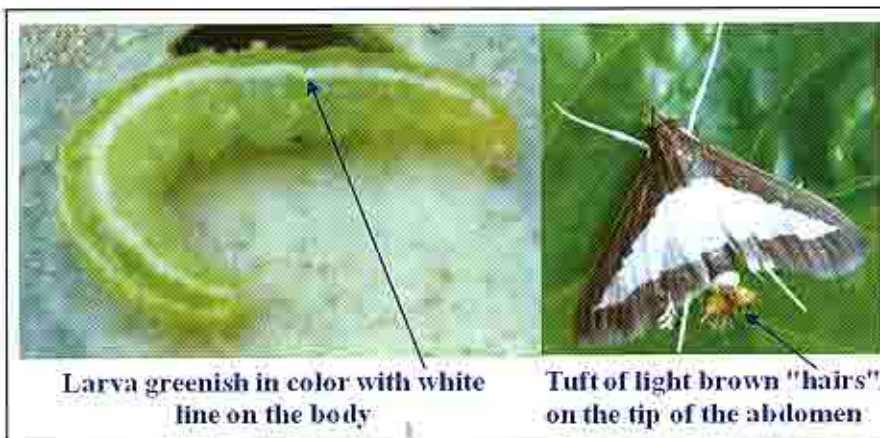 Larva greenish in color with white
line on the body
Tuft of light brown "hairs"
on the tip of the abdomen